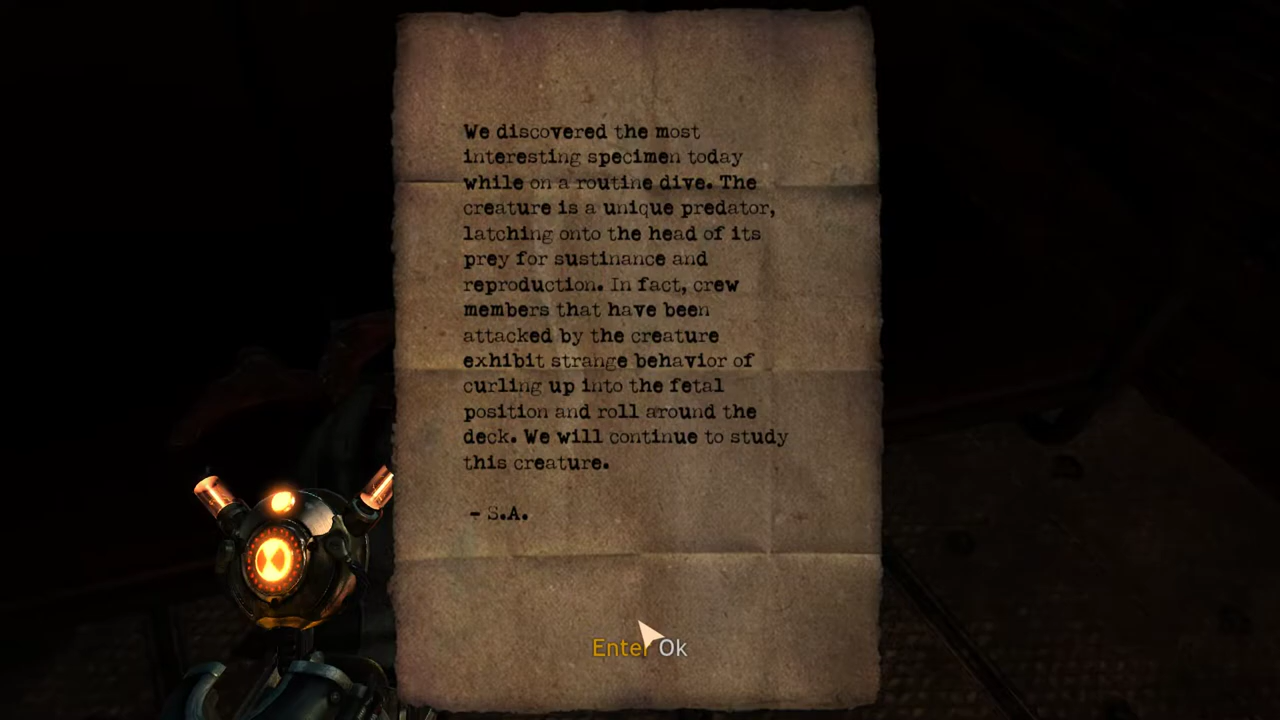 We discovered the most
interesting specimen today
while on a routine dive. The
creature is a unique predator,
latching onto the head of its
prey for sustinance and
reproduction. In fact, crew
members that have been
attacked by the creature
exhibit strange behavior of
curling up into the fetal
position and roll around the
deck. We will continue to study
this creature.
- S.A.
Enter Ok